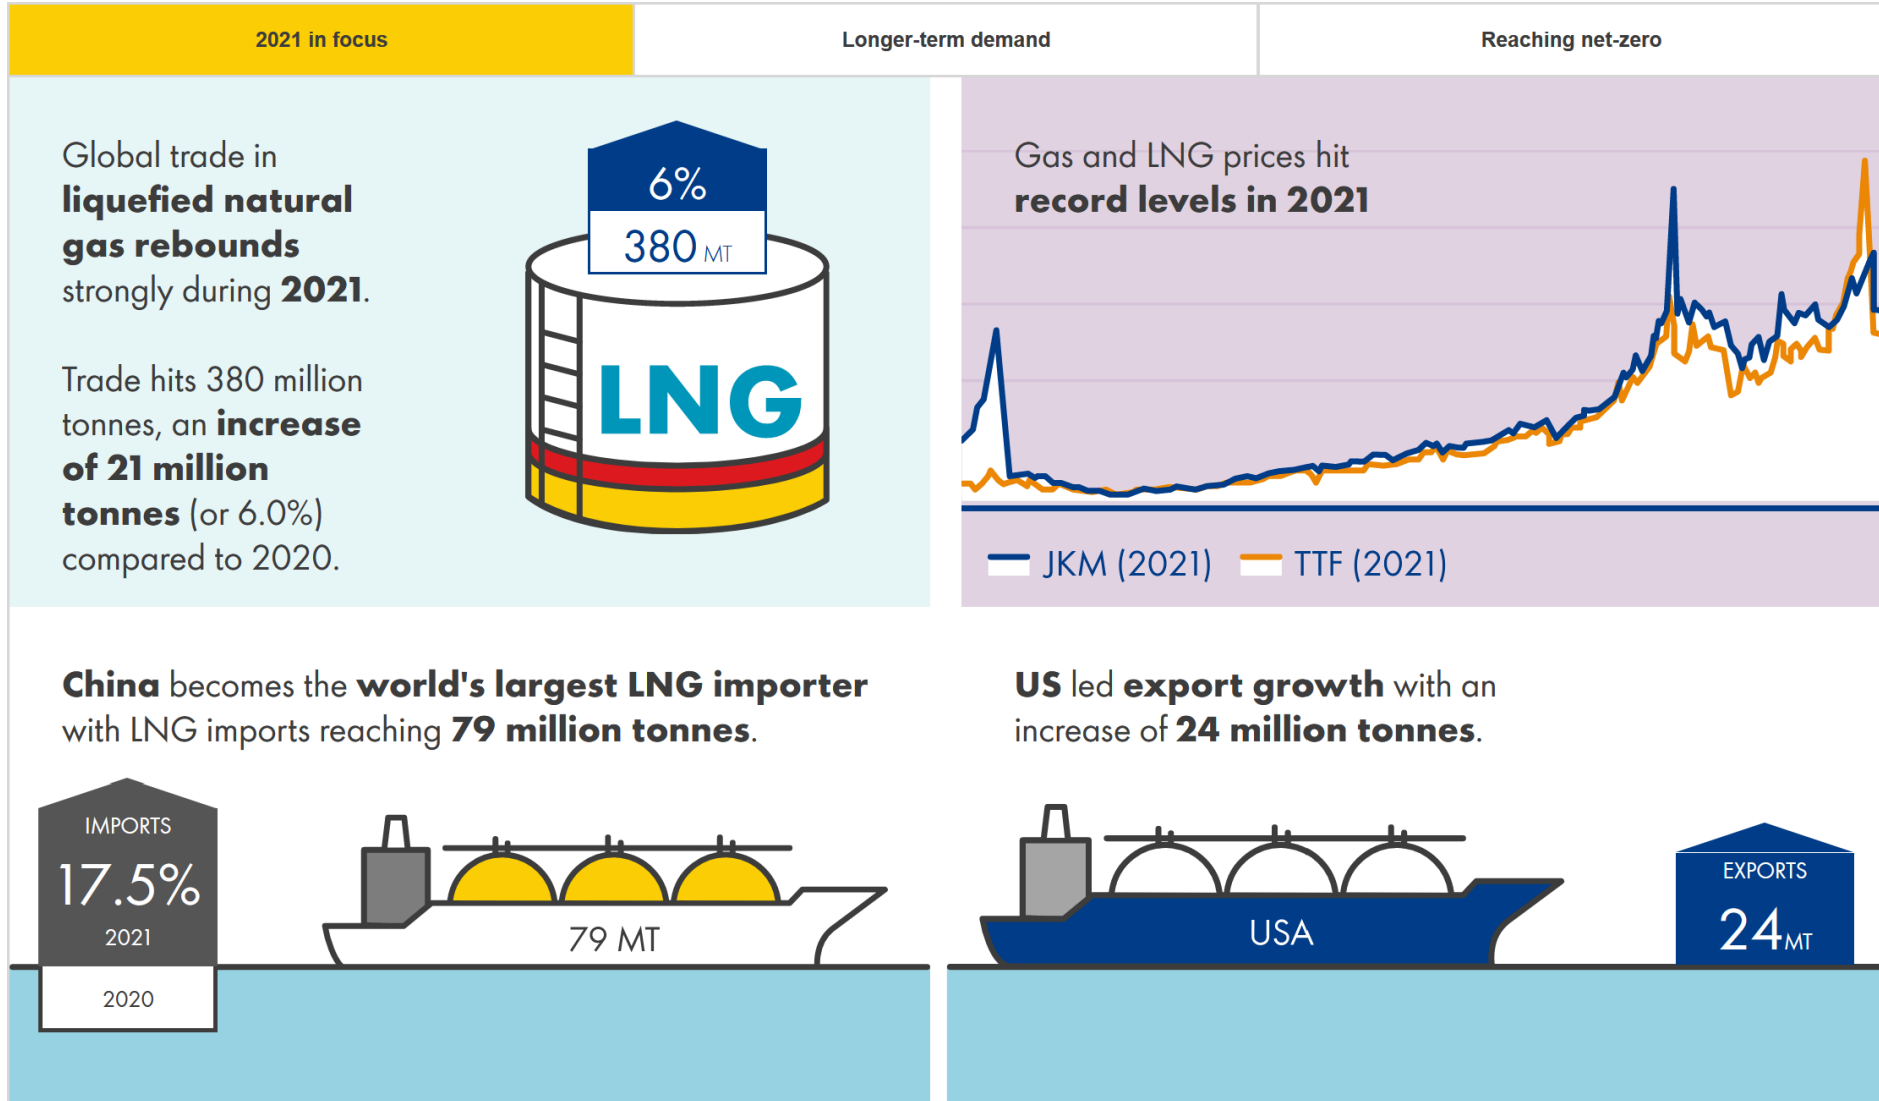 2021 in focus
Longer-term demand
Reaching net-zero
Global trade in
liquefied natural
gas rebounds
strongly during 2021.
Trade hits 380 million
tonnes, an increase
of 21 million
tonnes (or 6.0%)
compared to 2020.
6%
380 MT
LNG
Gas and LNG prices hit
record levels in 2021
JKM (2021)
TTF (2021)
China becomes the world's largest LNG importer
with LNG imports reaching 79 million tonnes.
IMPORTS
17.5%
2021
2020
79 MT
US led export growth with an
increase of 24 million tonnes.
USA
EXPORTS
24MT